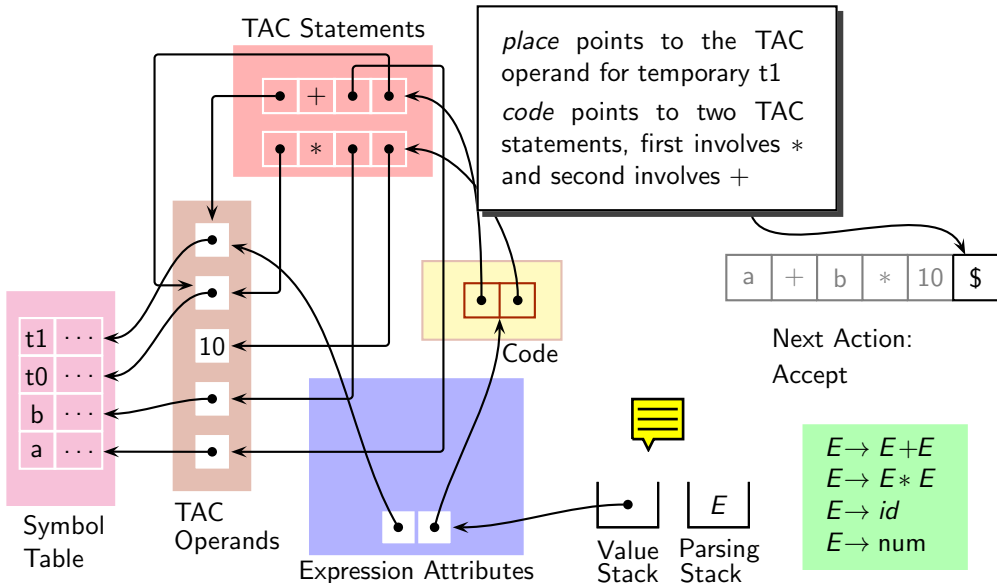 TAC Statements
+
*
place points to the TAC
operand for temporary t1
code points to two TAC
statements, first involves *
and second involves +
a + b * 10 $
Next Action:
Accept
t1 ···
t0 ···
b ···
a ···
10
Code
Symbol
Table
TAC
Operands
Expression Attributes
Value
Stack
E
Parsing
Stack
E → E + E
E → E * E
E → id
E → num